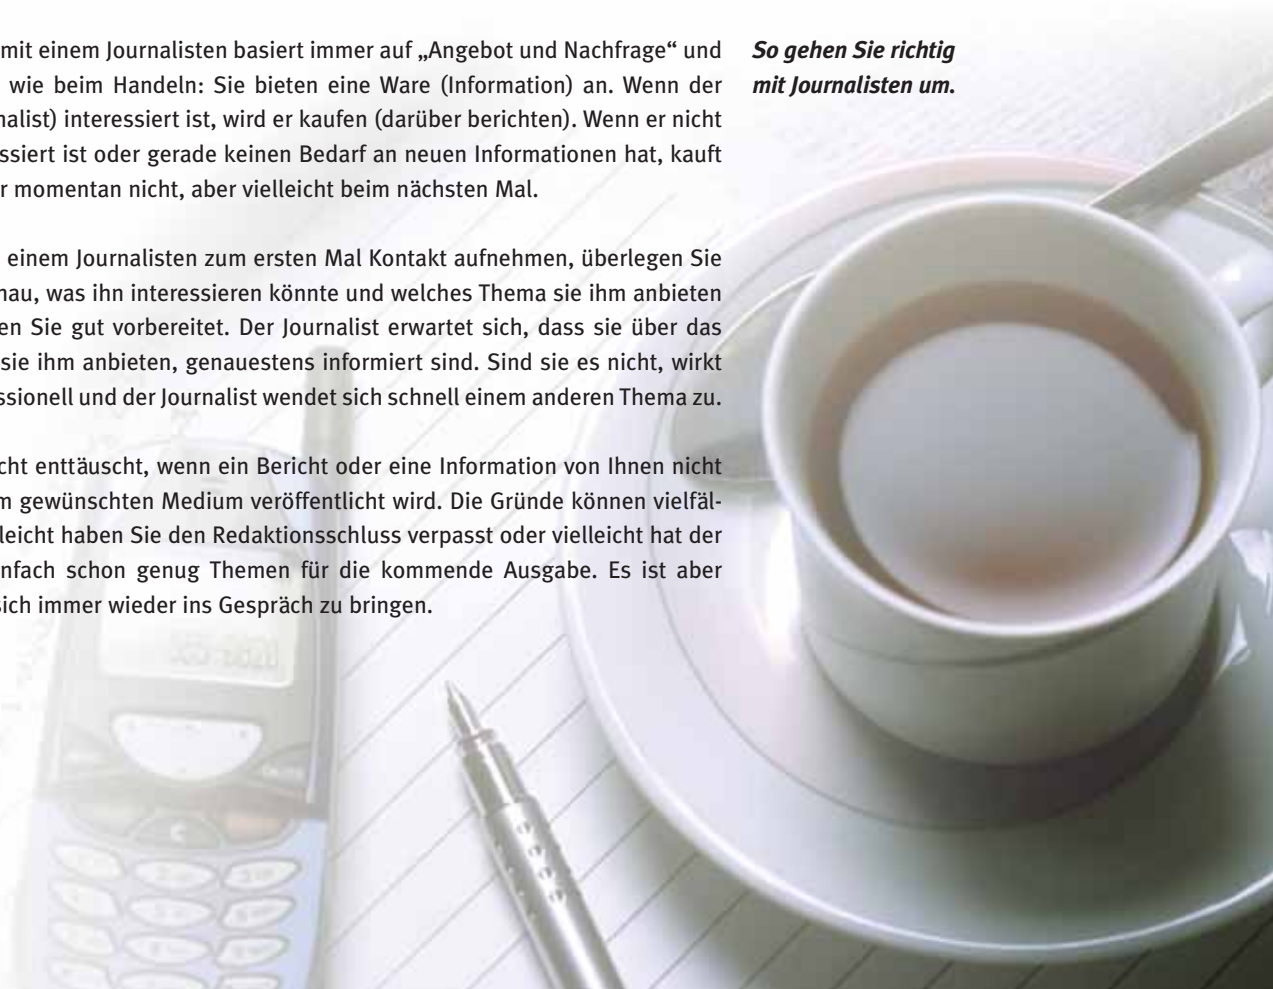 mit einem Journalisten basiert immer auf „Angebot und Nachfrage“ und
wie beim Handeln: Sie bieten eine Ware (Information) an. Wenn der
nalist) interessiert ist, wird er kaufen (darüber berichten). Wenn er nicht
ssiert ist oder gerade keinen Bedarf an neuen Informationen hat, kauft
r momentan nicht, aber vielleicht beim nächsten Mal.
einem Journalisten zum ersten Mal Kontakt aufnehmen, überlegen Sie
nau, was ihn interessieren könnte und welches Thema sie ihm anbieten
en Sie gut vorbereitet. Der Journalist erwartet sich, dass sie über das
sie ihm anbieten, genauestens informiert sind. Sind sie es nicht, wirkt
ssionell und der Journalist wendet sich schnell einem anderen Thema zu.
cht enttäuscht, wenn ein Bericht oder eine Information von Ihnen nicht
m gewünschten Medium veröffentlicht wird. Die Gründe können vielfäl-
leicht haben Sie den Redaktionsschluss verpasst oder vielleicht hat der
infach schon genug Themen für die kommende Ausgabe. Es ist aber
sich immer wieder ins Gespräch zu bringen.
So gehen Sie richtig
mit Journalisten um.
C